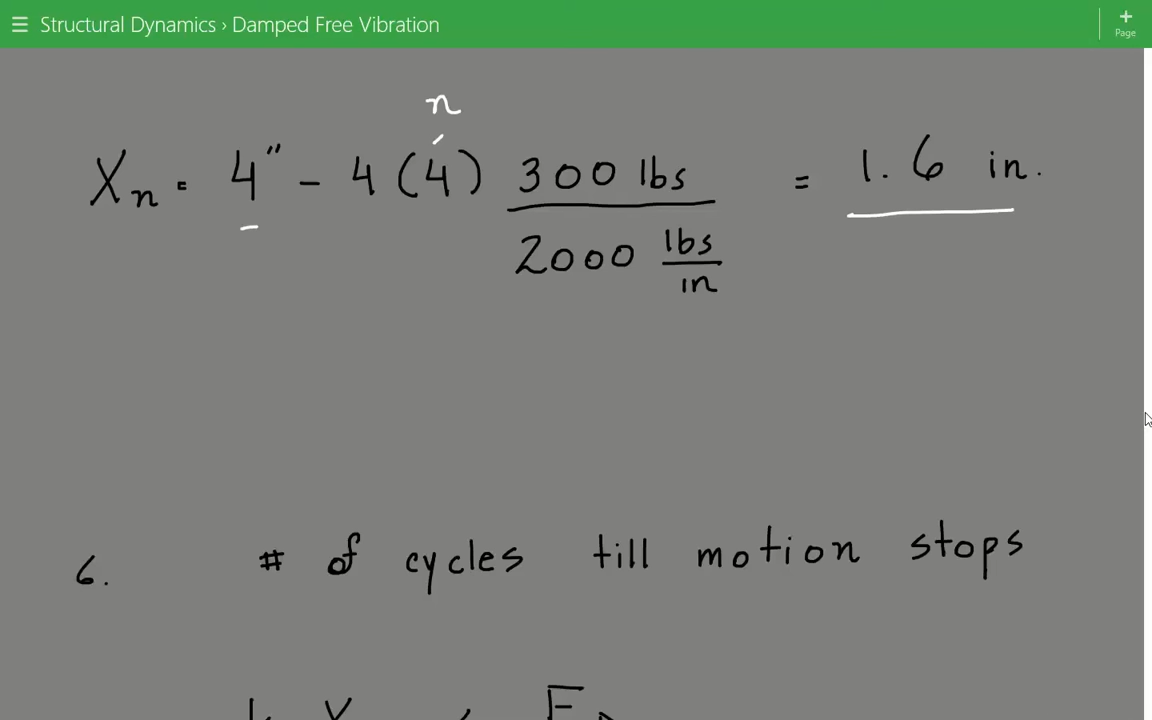 Structural Dynamics › Damped Free Vibration
+
Page
n
Xn = 4" - 4 (4) 300 lbs / 2000 lbs/in = 1.6 in.
6. # of cycles till motion stops